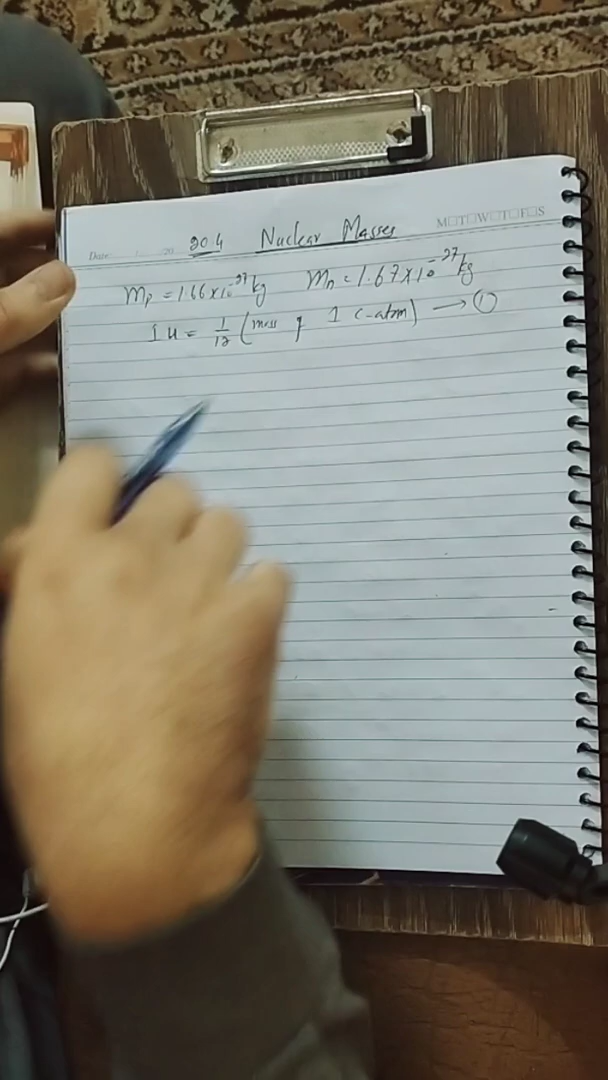 Date 20
M□T□W□T□F□S
20.4 Nuclear Masses
mp = 1.66×10⁻²⁷ kg mn = 1.67×10⁻²⁷ kg
1 u = 1/12 (mass of 1 C-atom) → ①